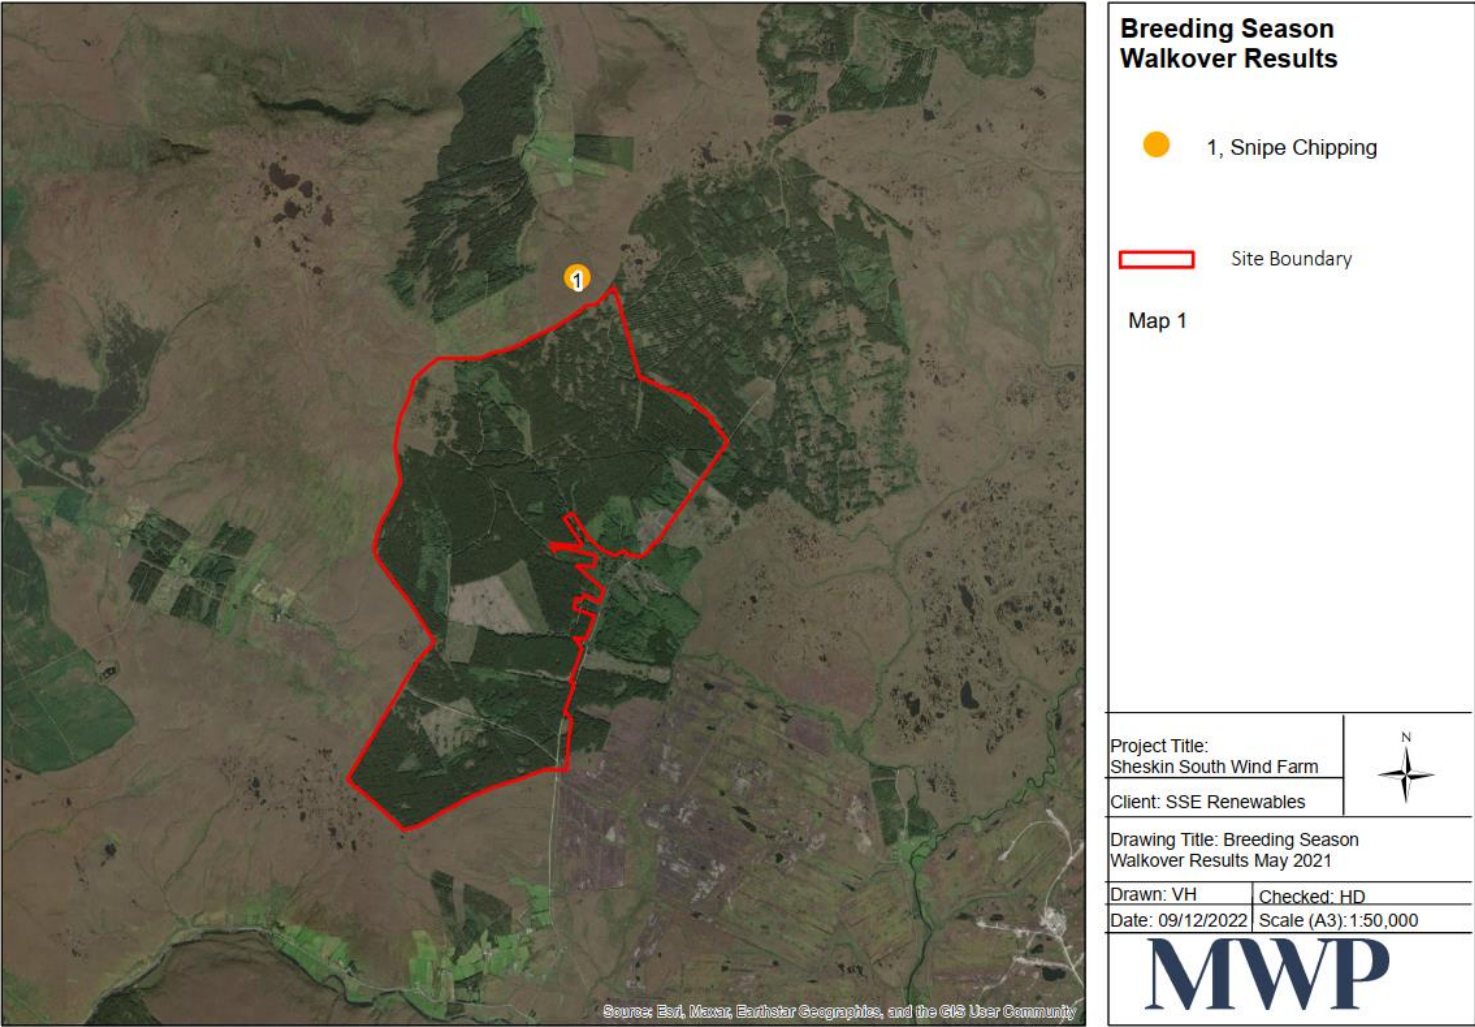 Breeding Season
Walkover Results
1, Snipe Chipping
Site Boundary
Map 1
1
Source: Esri, Maxar, Earthstar Geographics, and the GIS User Community
Project Title:
Sheskin South Wind Farm
N
Client: SSE Renewables
Drawing Title: Breeding Season
Walkover Results May 2021
Drawn: VH
Checked: HD
Date: 09/12/2022
Scale (A3):1:50,000
MWP